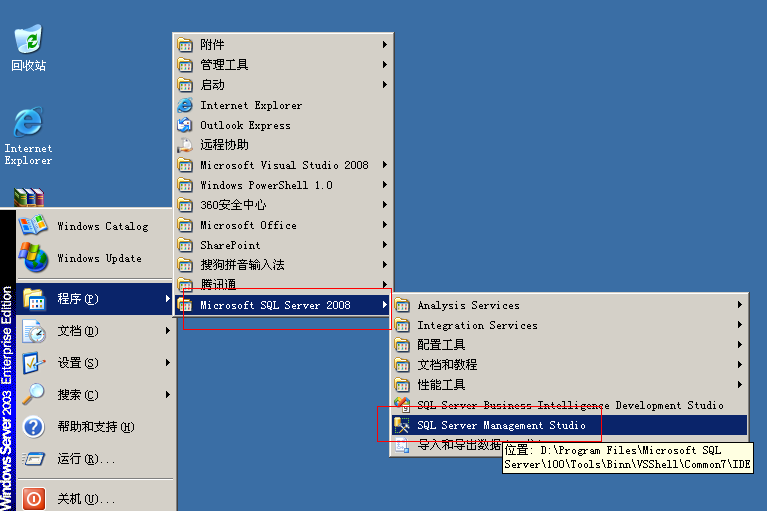 回收站
Internet
Explorer
Windows Catalog
Windows Update
程序(P)
文档(D)
设置(S)
搜索(C)
帮助和支持(H)
运行(R)...
关机(U)...
Windows Server 2003 Enterprise Edition
附件
管理工具
启动
Internet Explorer
Outlook Express
远程协助
Microsoft Visual Studio 2008
Windows PowerShell 1.0
360安全中心
Microsoft Office
SharePoint
搜狗拼音输入法
腾讯通
Microsoft SQL Server 2008
Analysis Services
Integration Services
配置工具
文档和教程
性能工具
SQL Server Business Intelligence Development Studio
SQL Server Management Studio
导入和导出数据
位置: D:\Program Files\Microsoft SQL
Server\100\Tools\Binn\VSShell\Common7\IDE